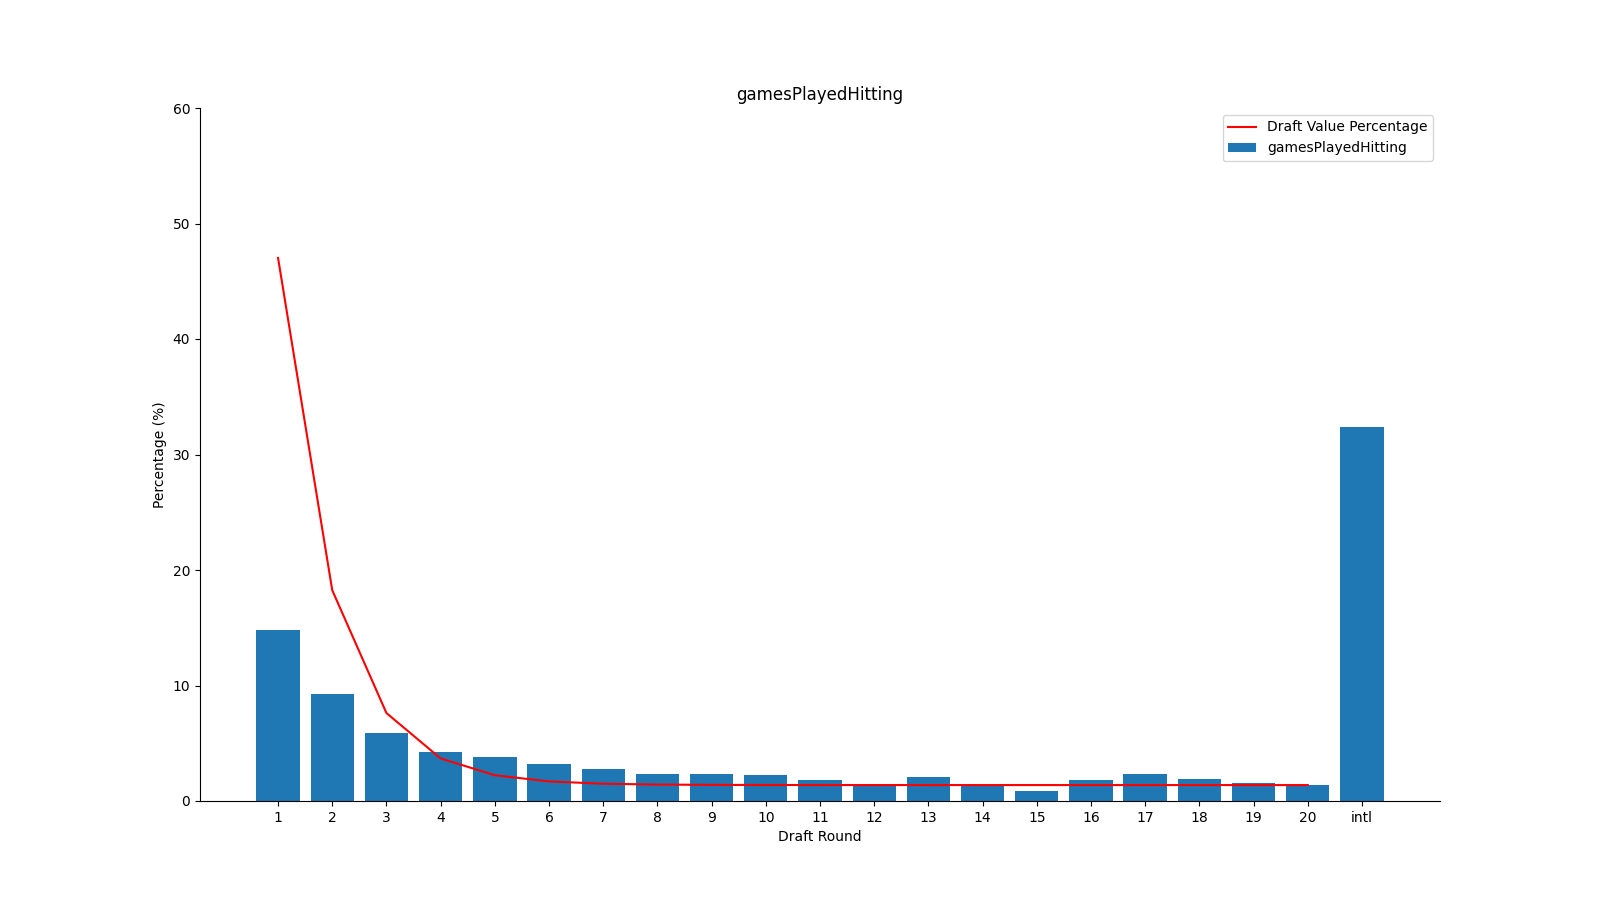 gamesPlayedHitting
Draft Value Percentage
gamesPlayedHitting
60
50
40
30
20
10
0
Percentage (%)
1 2 3 4 5 6 7 8 9 10 11 12 13 14 15 16 17 18 19 20 intl
Draft Round